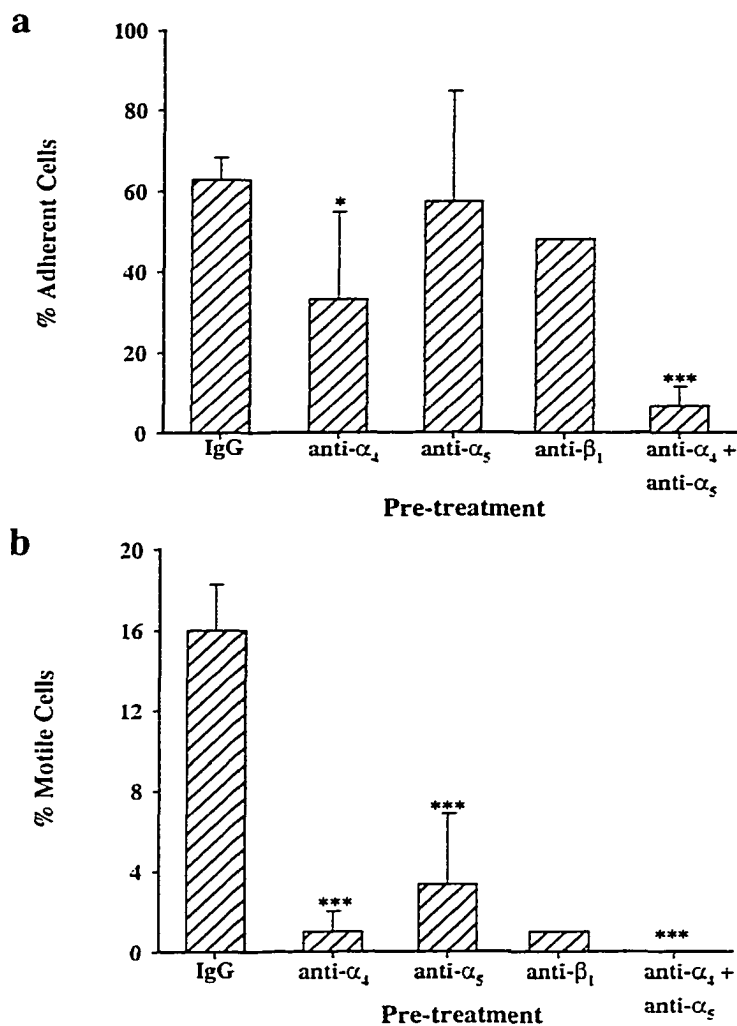 a
100
80
60
40
20
0
% Adherent Cells
*
***
IgG anti-α₄ anti-α₅ anti-β₁ anti-α₄ +
anti-α₅
Pre-treatment
b
20
16
12
8
4
0
% Motile Cells
***
***
***
IgG anti-α₄ anti-α₅ anti-β₁ anti-α₄ +
anti-α₅
Pre-treatment